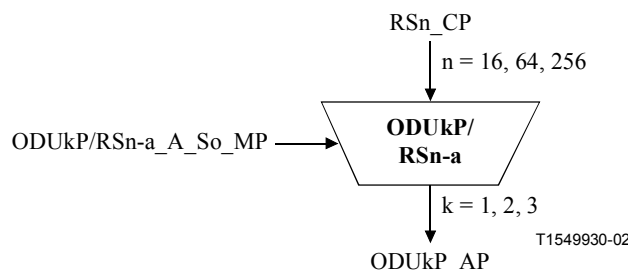 RSn_CP
n = 16, 64, 256
ODUkP/RSn-a_A_So_MP
ODUkP/
RSn-a
k = 1, 2, 3
T1549930-02
ODUkP_AP